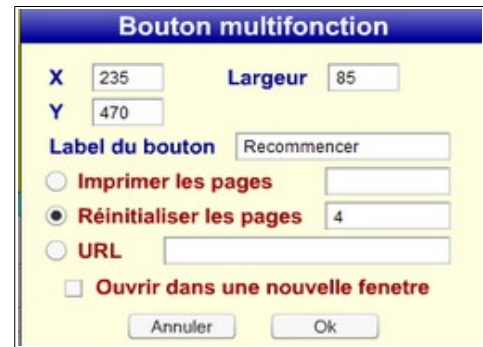 Bouton multifonction
X 235 Largeur 85
Y 470
Label du bouton Recommencer
Imprimer les pages
Réinitialiser les pages 4
URL
Ouvrir dans une nouvelle fenetre
Annuler Ok